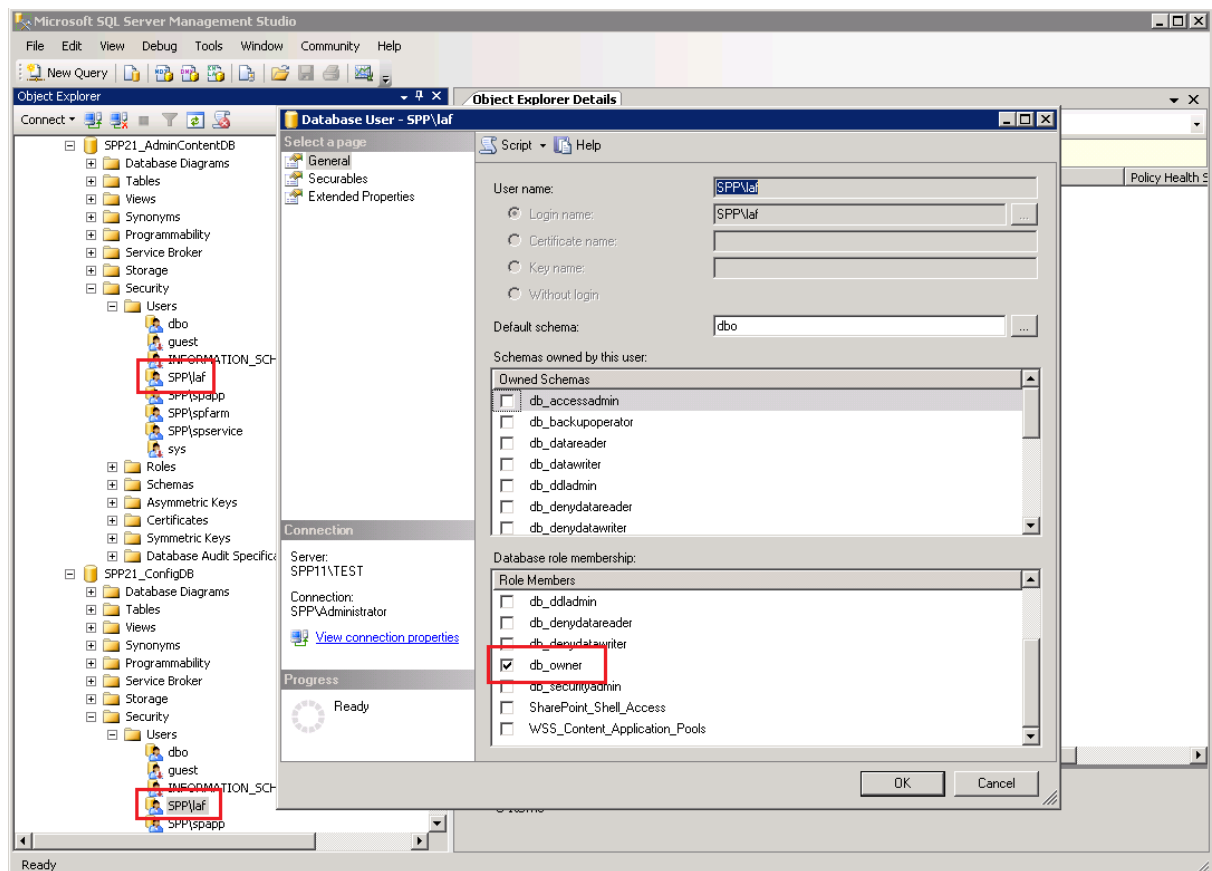 Microsoft SQL Server Management Studio
File Edit View Debug Tools Window Community Help
New Query
Object Explorer
Connect
SPP21_AdminContentDB
Database Diagrams
Tables
Views
Synonyms
Programmability
Service Broker
Storage
Security
Users
dbo
guest
INFORMATION_SCH
SPP\laf
SPP\spapp
SPP\spfarm
SPP\spservice
sys
Roles
Schemas
Asymmetric Keys
Certificates
Symmetric Keys
Database Audit Specifica
SPP21_ConfigDB
Database Diagrams
Tables
Views
Synonyms
Programmability
Service Broker
Storage
Security
Users
dbo
guest
INFORMATION_SCH
SPP\laf
SPP\spapp
Object Explorer Details
Policy Health S
Database User - SPP\laf
Select a page
General
Securables
Extended Properties
Connection
Server:
SPP11\TEST
Connection:
SPP\Administrator
View connection properties
Progress
Ready
Script Help
User name: SPP\laf
Login name: SPP\laf ...
Certificate name:
Key name:
Without login
Default schema: dbo ...
Schemas owned by this user:
Owned Schemas
db_accessadmin
db_backupoperator
db_datareader
db_datawriter
db_ddladmin
db_denydatareader
db_denydatawriter
Database role membership:
Role Members
db_ddladmin
db_denydatareader
db_denydatawriter
db_owner
db_securityadmin
SharePoint_Shell_Access
WSS_Content_Application_Pools
OK Cancel
Ready